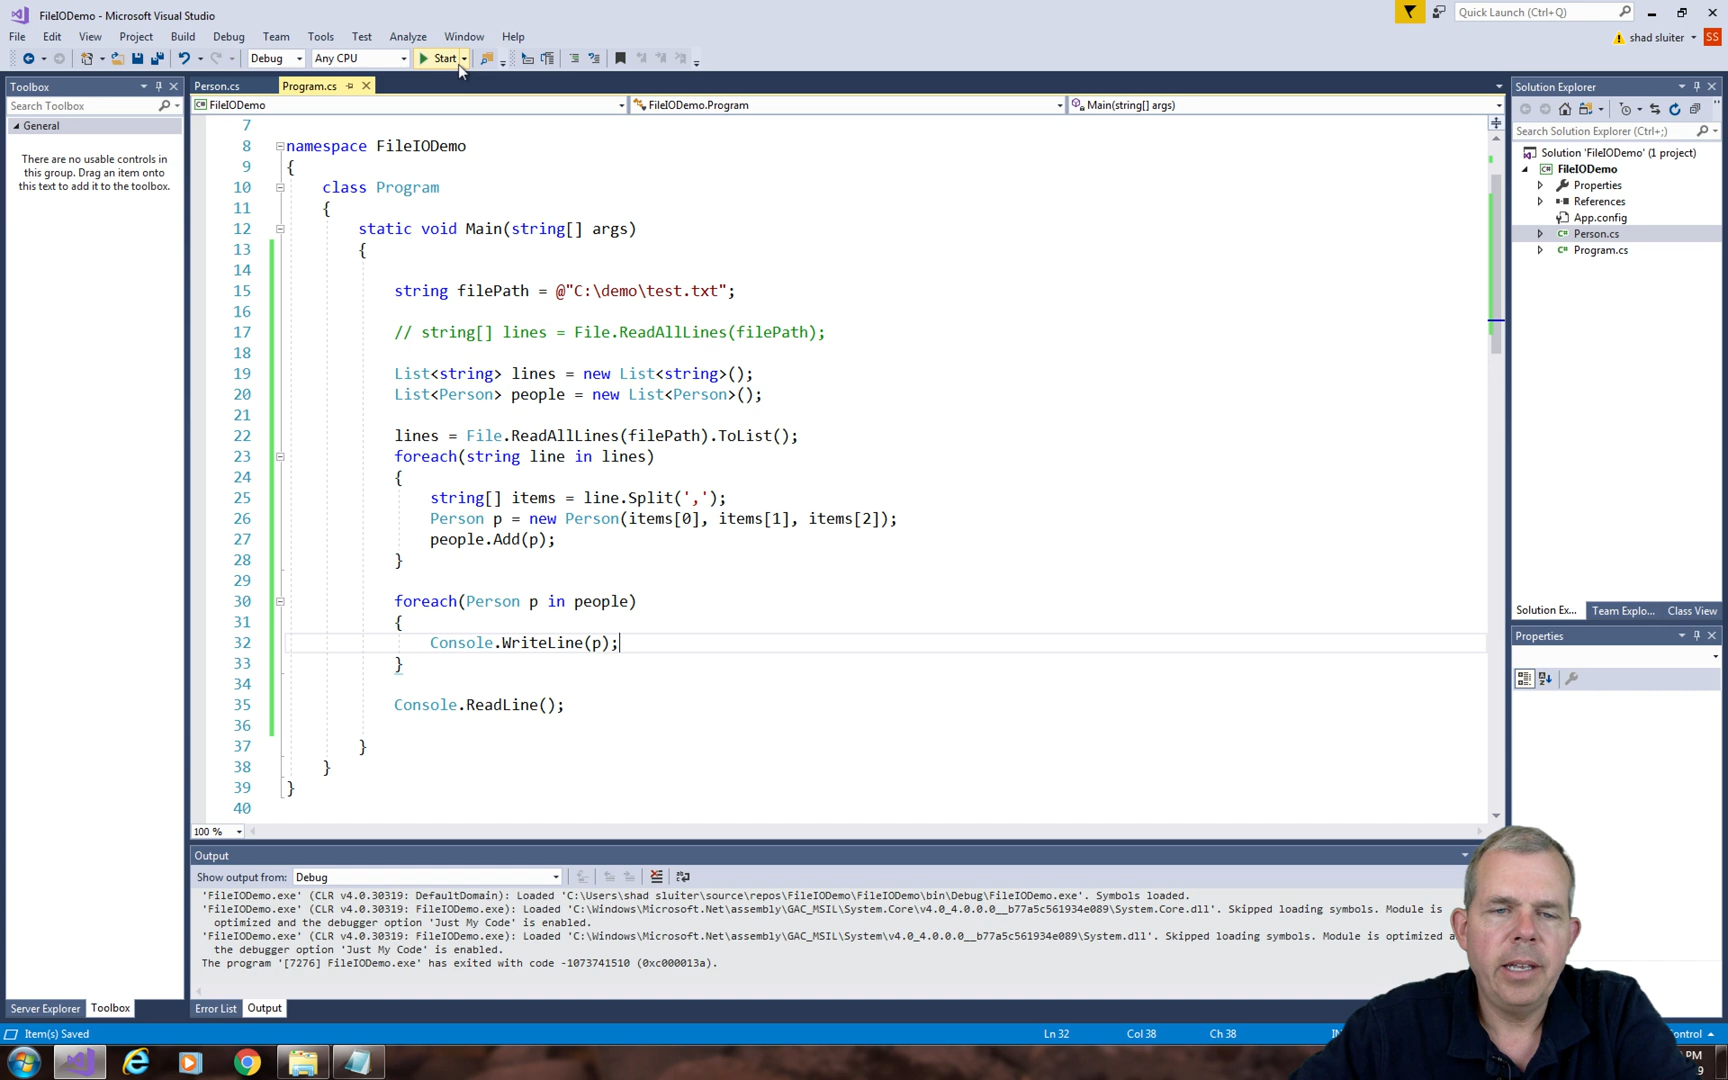 FileIODemo - Microsoft Visual Studio
Quick Launch (Ctrl+Q)
File Edit View Project Build Debug Team Tools Test Analyze Window Help
shad sluiter SS
Debug Any CPU Start
Toolbox
Search Toolbox
General
There are no usable controls in
this group. Drag an item onto
this text to add it to the toolbox.
Person.cs Program.cs
FileIODemo FileIODemo.Program Main(string[] args)
7
8 namespace FileIODemo
9 {
10 class Program
11 {
12 static void Main(string[] args)
13 {
14
15 string filePath = @"C:\demo\test.txt";
16
17 // string[] lines = File.ReadAllLines(filePath);
18
19 List<string> lines = new List<string>();
20 List<Person> people = new List<Person>();
21
22 lines = File.ReadAllLines(filePath).ToList();
23 foreach(string line in lines)
24 {
25 string[] items = line.Split(',');
26 Person p = new Person(items[0], items[1], items[2]);
27 people.Add(p);
28 }
29
30 foreach(Person p in people)
31 {
32 Console.WriteLine(p);
33 }
34
35 Console.ReadLine();
36
37 }
38 }
39 }
40
100 %
Solution Explorer
Search Solution Explorer (Ctrl+;)
Solution 'FileIODemo' (1 project)
FileIODemo
Properties
References
App.config
Person.cs
Program.cs
Solution Ex... Team Explo... Class View
Properties
Output
Show output from: Debug
'FileIODemo.exe' (CLR v4.0.30319: DefaultDomain): Loaded 'C:\Users\shad sluiter\source\repos\FileIODemo\FileIODemo\bin\Debug\FileIODemo.exe'. Symbols loaded.
'FileIODemo.exe' (CLR v4.0.30319: FileIODemo.exe): Loaded 'C:\Windows\Microsoft.Net\assembly\GAC_MSIL\System.Core\v4.0_4.0.0.0__b77a5c561934e089\System.Core.dll'. Skipped loading symbols. Module is
optimized and the debugger option 'Just My Code' is enabled.
'FileIODemo.exe' (CLR v4.0.30319: FileIODemo.exe): Loaded 'C:\Windows\Microsoft.Net\assembly\GAC_MSIL\System\v4.0_4.0.0.0__b77a5c561934e089\System.dll'. Skipped loading symbols. Module is optimized
the debugger option 'Just My Code' is enabled.
The program '[7276] FileIODemo.exe' has exited with code -1073741510 (0xc000013a).
Server Explorer Toolbox Error List Output
Item(s) Saved Ln 32 Col 38 Ch 38 ontrol
PM
9